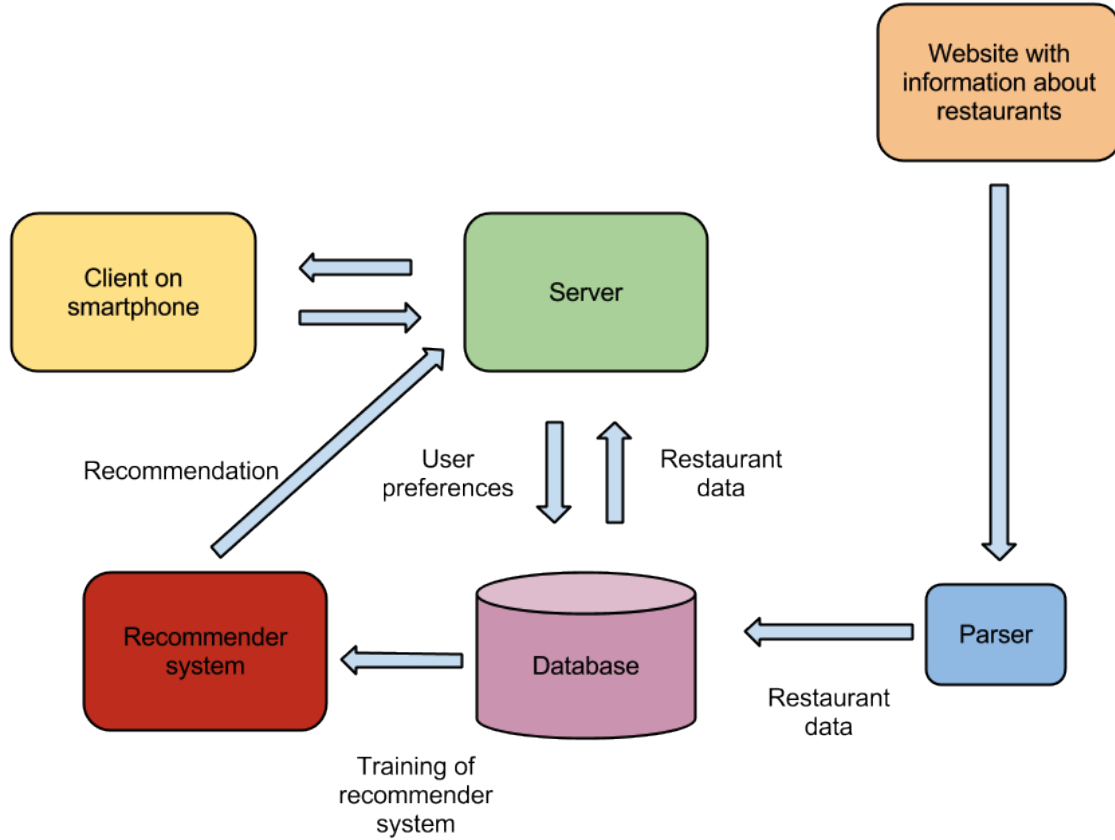 Website with
information about
restaurants
Client on
smartphone
Server
Recommendation
User
preferences
Restaurant
data
Recommender
system
Database
Parser
Restaurant
data
Training of
recommender
system